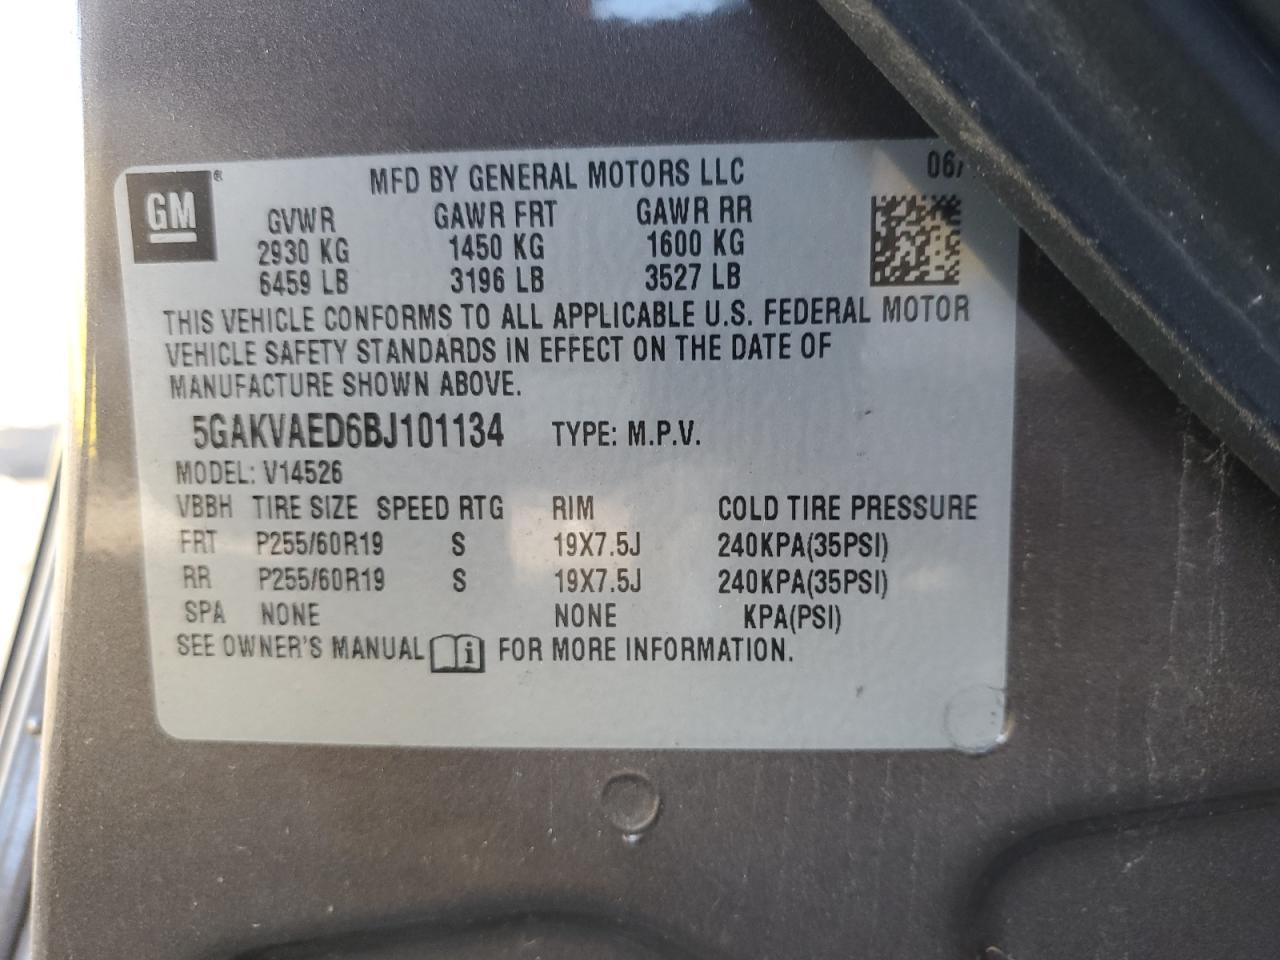 GM® MFD BY GENERAL MOTORS LLC 06/
GVWR GAWR FRT GAWR RR
2930 KG 1450 KG 1600 KG
6459 LB 3196 LB 3527 LB
THIS VEHICLE CONFORMS TO ALL APPLICABLE U.S. FEDERAL MOTOR
VEHICLE SAFETY STANDARDS IN EFFECT ON THE DATE OF
MANUFACTURE SHOWN ABOVE.
5GAKVAED6BJ101134 TYPE: M.P.V.
MODEL: V14526
VBBH TIRE SIZE SPEED RTG RIM COLD TIRE PRESSURE
FRT P255/60R19 S 19X7.5J 240KPA(35PSI)
RR P255/60R19 S 19X7.5J 240KPA(35PSI)
SPA NONE NONE KPA(PSI)
SEE OWNER'S MANUAL i FOR MORE INFORMATION.